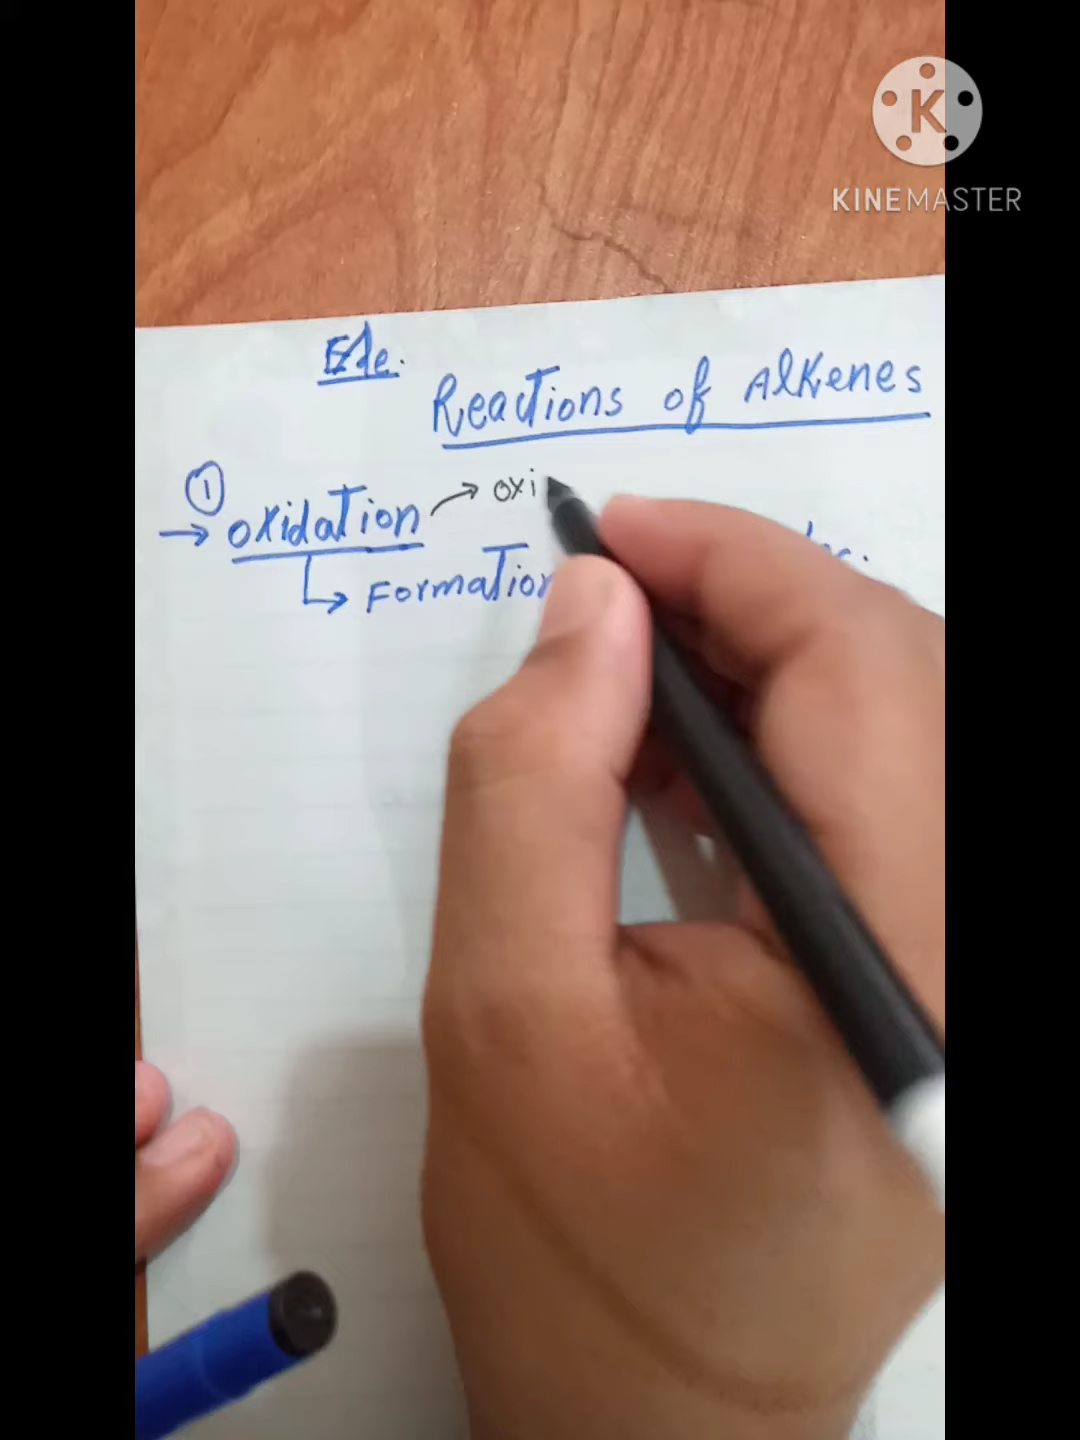 K
KINEMASTER
Reactions of Alkenes
①
→ oxidation → oxi
↳ Formation